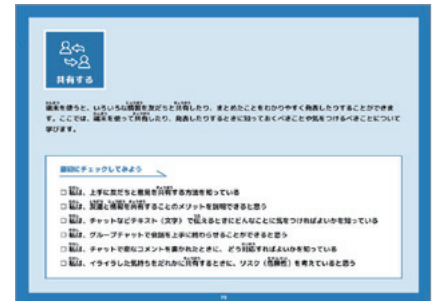 共有する
端末を使うと、いろいろな情報を友だちと共有したり、まとめたことをわかりやすく発表したりすることができま
す。ここでは、端末を使って共有したり、発表したりするときに知っておくべきことや気をつけるべきことについて
学びます。
最初にチェックしてみよう
□ 私は、上手に友だちと意見を共有する方法を知っている
□ 私は、友達と情報を共有することのメリットを説明できると思う
□ 私は、チャットなどテキスト（文字）で伝えるときにどんなことに気をつければよいかを知っている
□ 私は、グループチャットで会話を上手に終わらせることができると思う
□ 私は、チャットで変なコメントを書かれたときに、どう対応すればよいかを知っている
□ 私は、イライラした気持ちをだれかに共有するときに、リスク（危険性）を考えていると思う